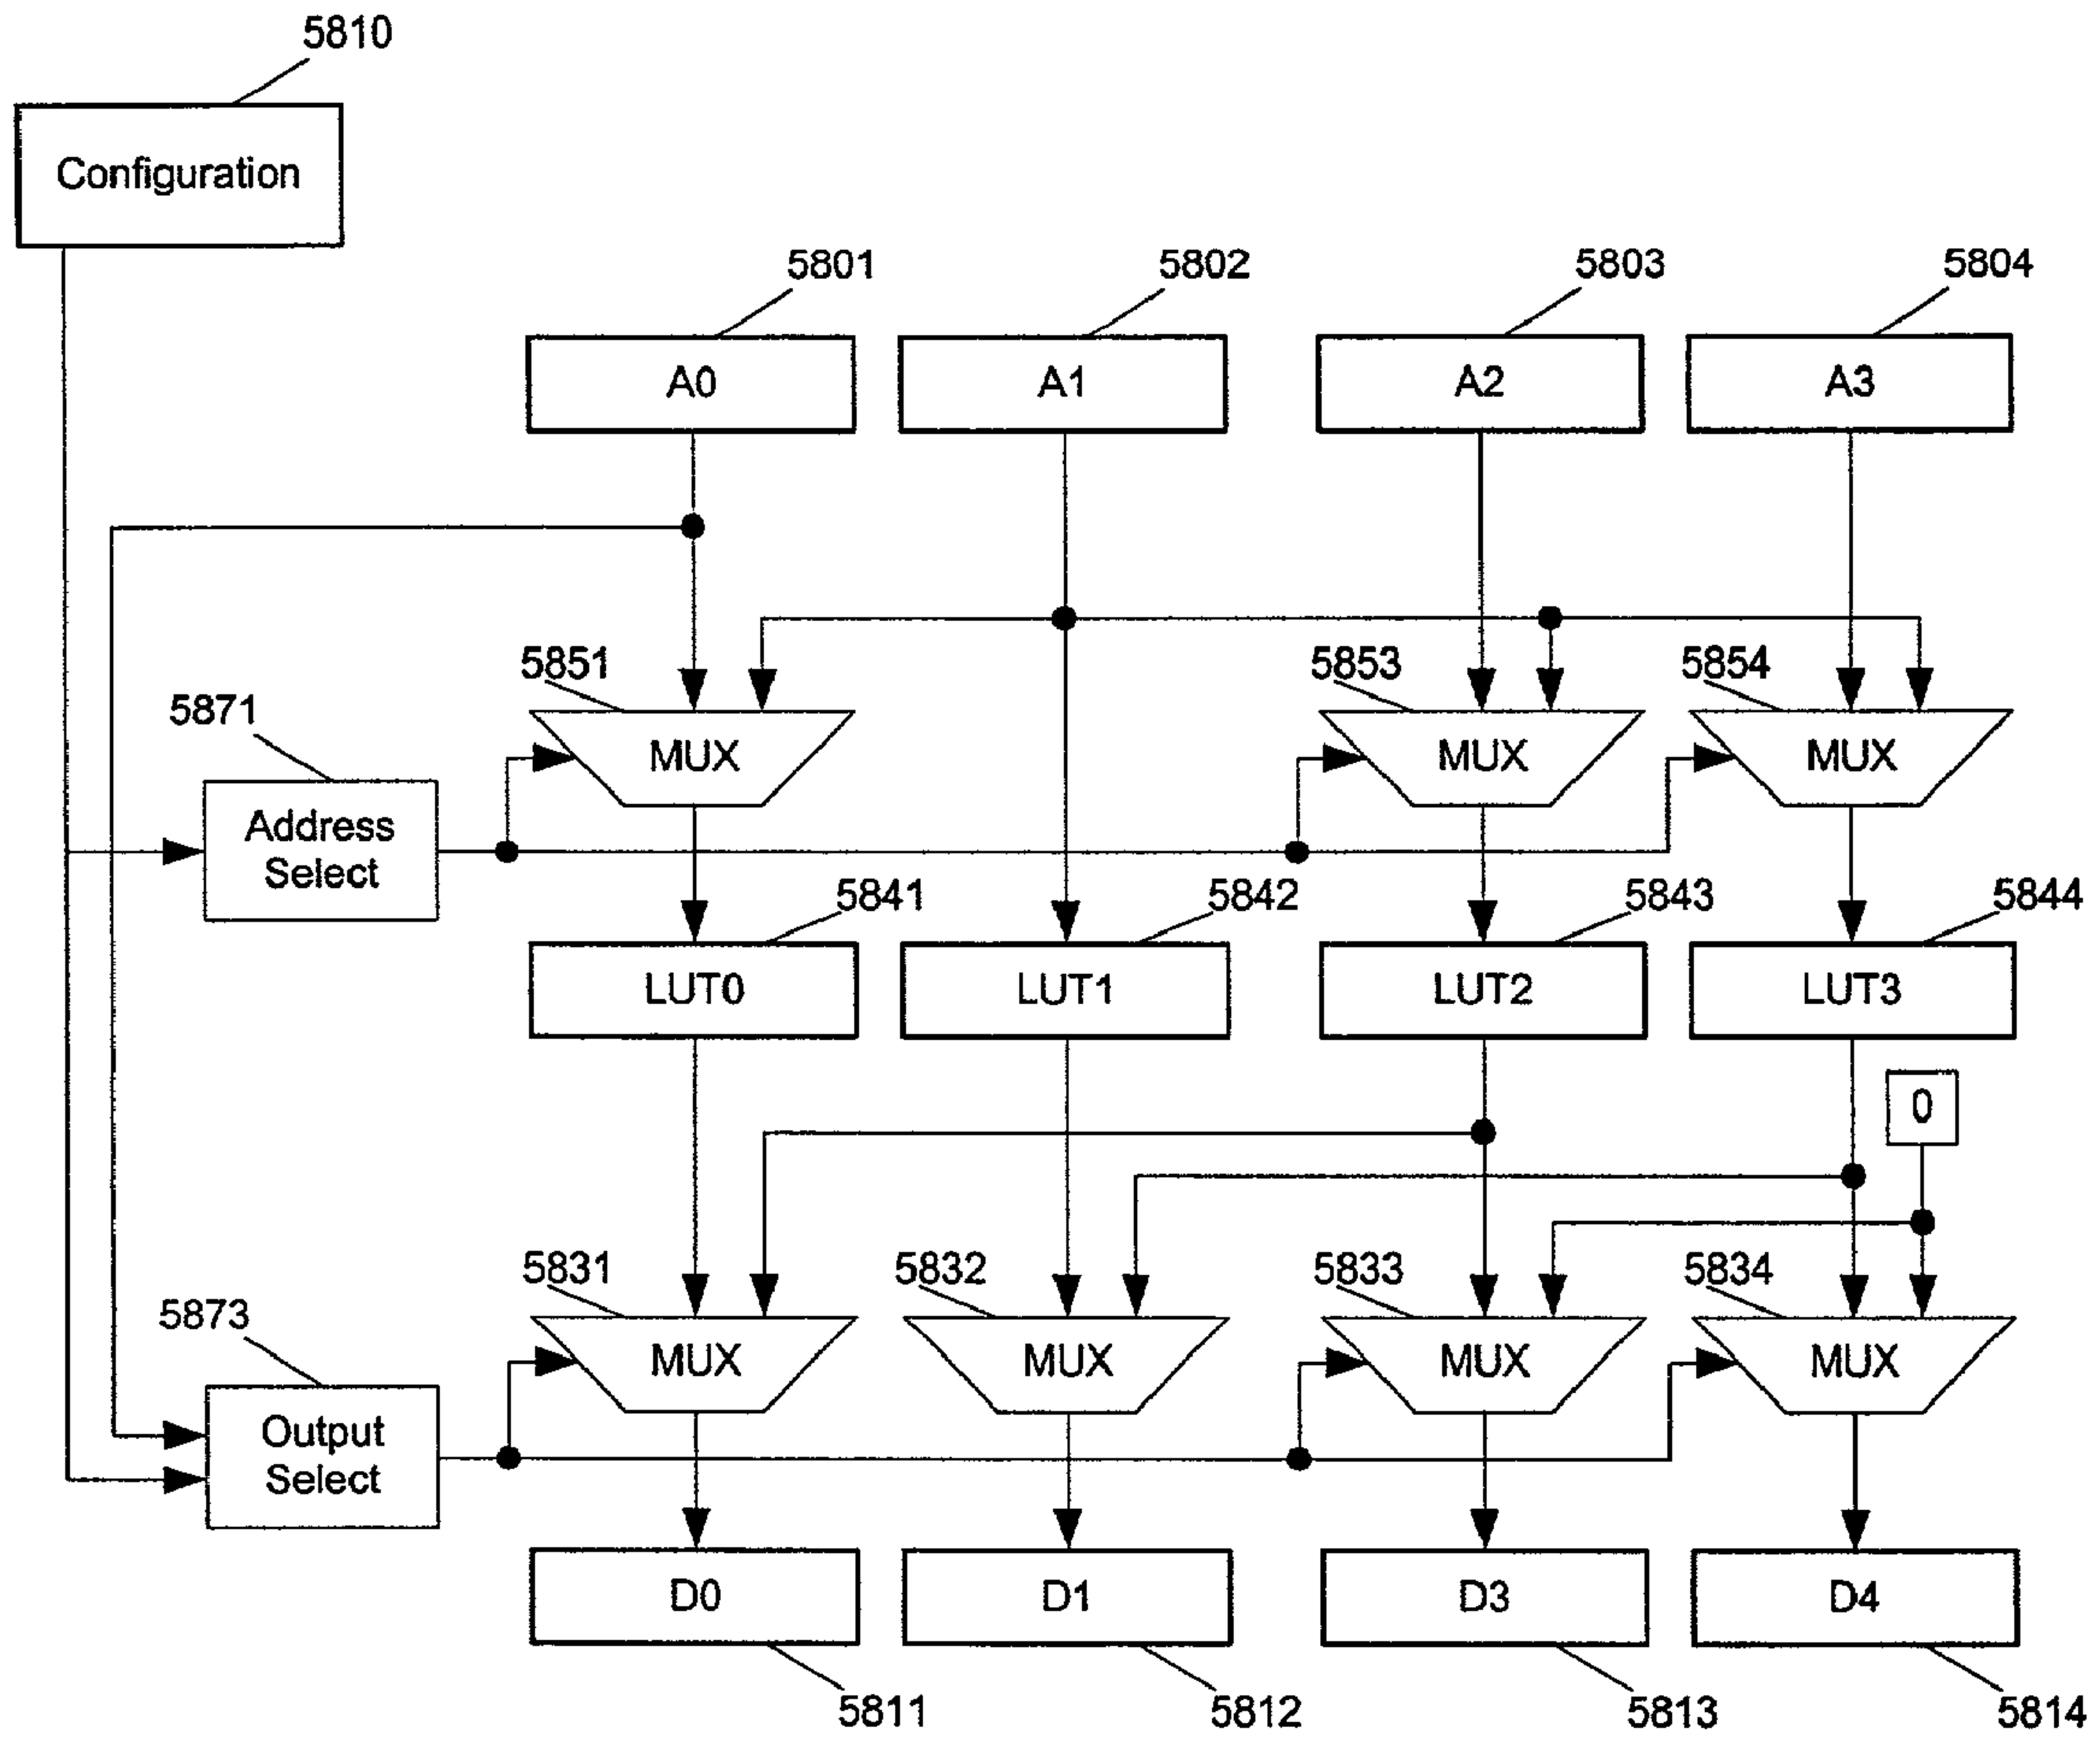 5810
Configuration
5801
5802
5803
5804
A0
A1
A2
A3
5851
5853
5854
5871
MUX
MUX
MUX
Address
Select
5841
5842
5843
5844
LUT0
LUT1
LUT2
LUT3
0
5831
5832
5833
5834
5873
MUX
MUX
MUX
MUX
Output
Select
D0
D1
D3
D4
5811
5812
5813
5814